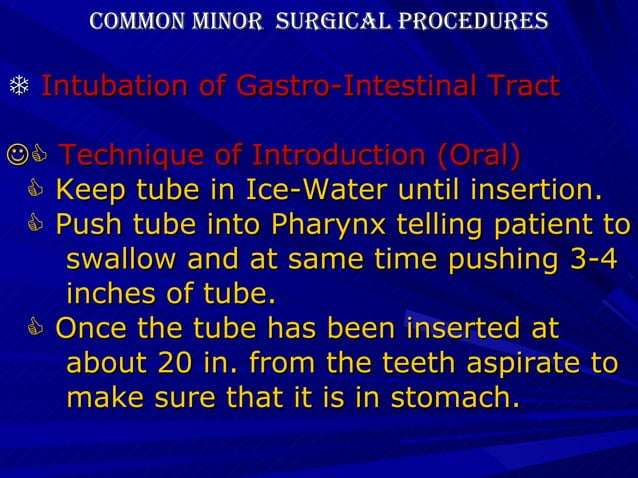 COMMON MINOR SURGICAL PROCEDURES
Intubation of Gastro-Intestinal Tract
Technique of Introduction (Oral)
Keep tube in Ice-Water until insertion.
Push tube into Pharynx telling patient to
swallow and at same time pushing 3-4
inches of tube.
Once the tube has been inserted at
about 20 in. from the teeth aspirate to
make sure that it is in stomach.